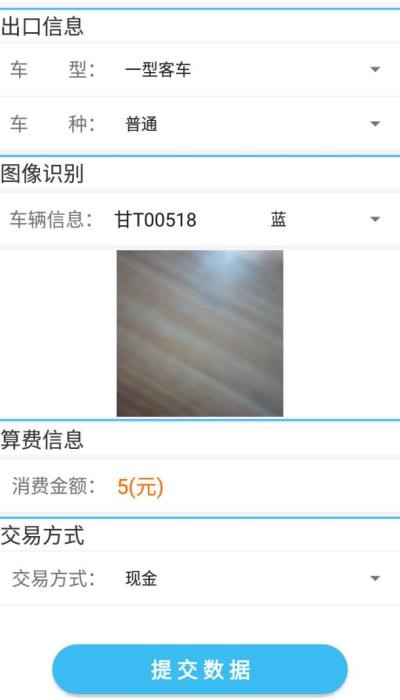 出口信息
车 型： 一型客车
车 种： 普通
图像识别
车辆信息： 甘T00518 蓝
算费信息
消费金额： 5(元)
交易方式
交易方式： 现金
提交数据